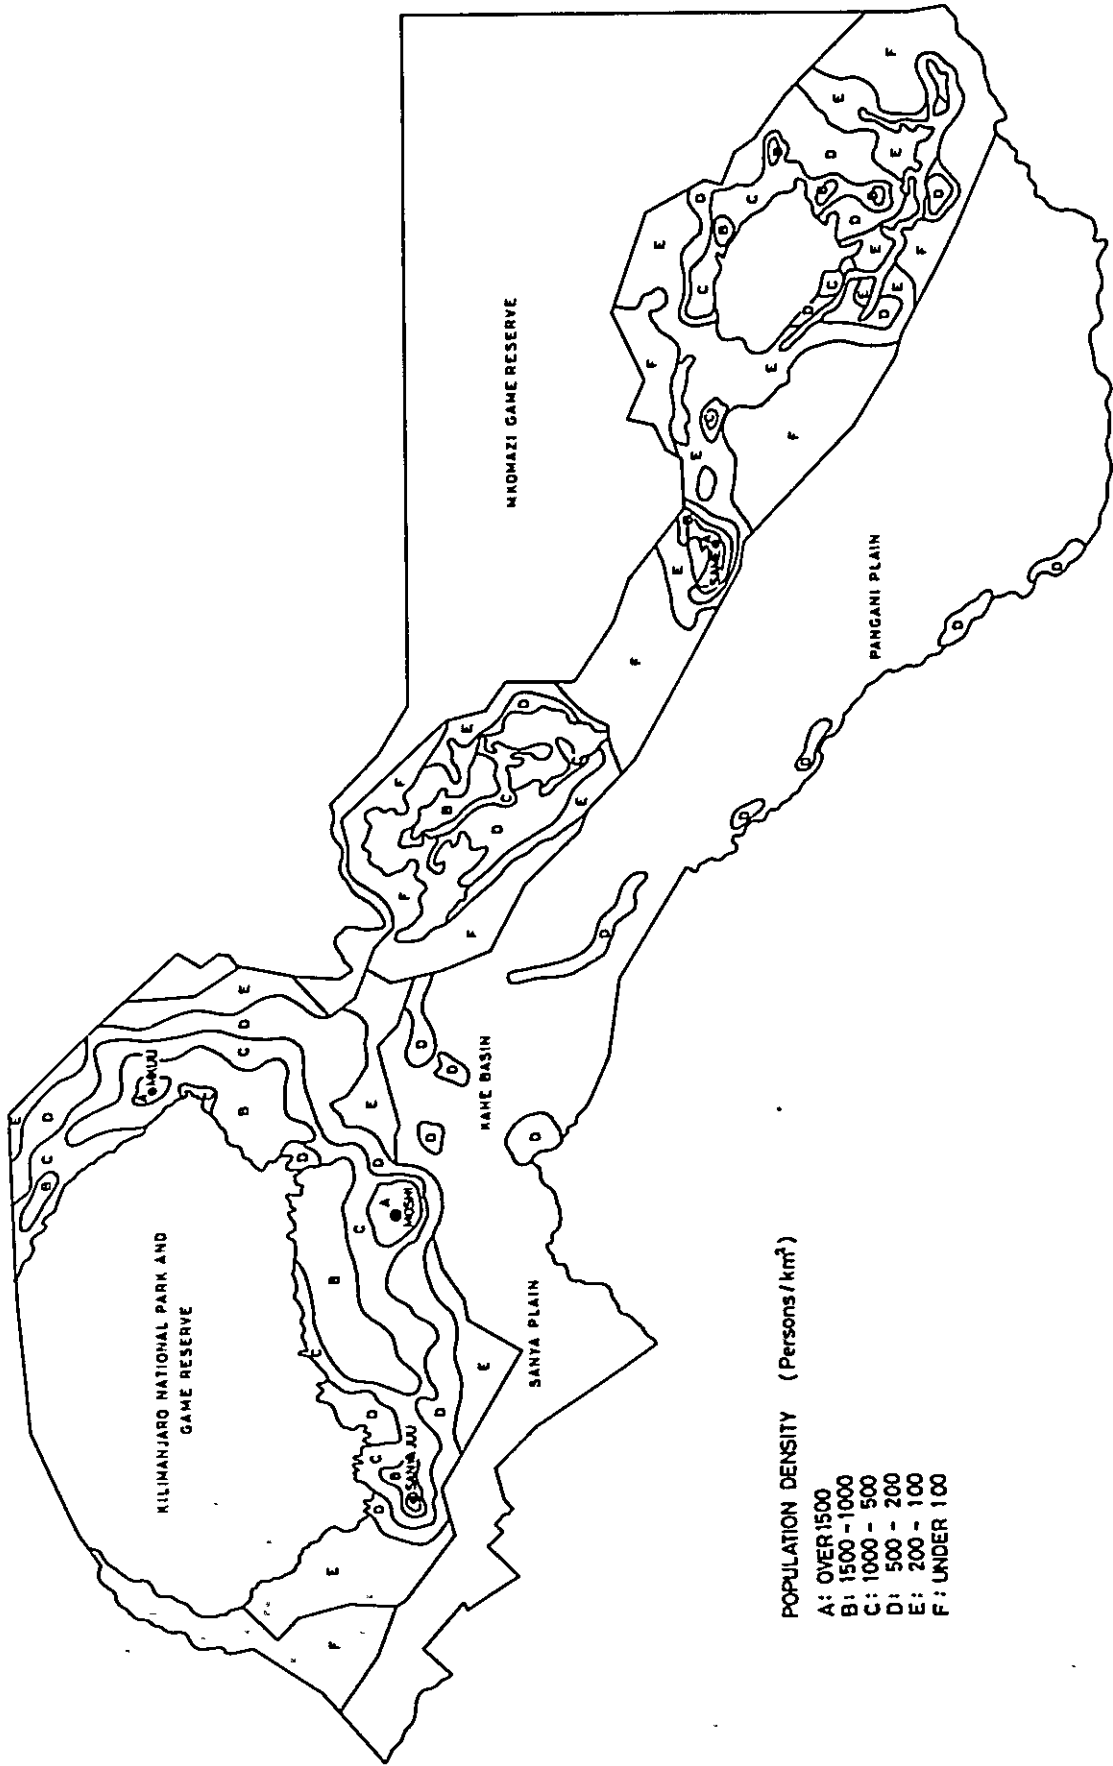 KILIMANJARO NATIONAL PARK AND
GAME RESERVE
MKOMAZI GAME RESERVE
A
MKUU
A
MOSHI
SANYA JUU
A
SAME
KAHE BASIN
SANYA PLAIN
PANGANI PLAIN
B
C
D
E
F
POPULATION DENSITY (Persons/km²)
A: OVER 1500
B: 1500 - 1000
C: 1000 - 500
D: 500 - 200
E: 200 - 100
F: UNDER 100